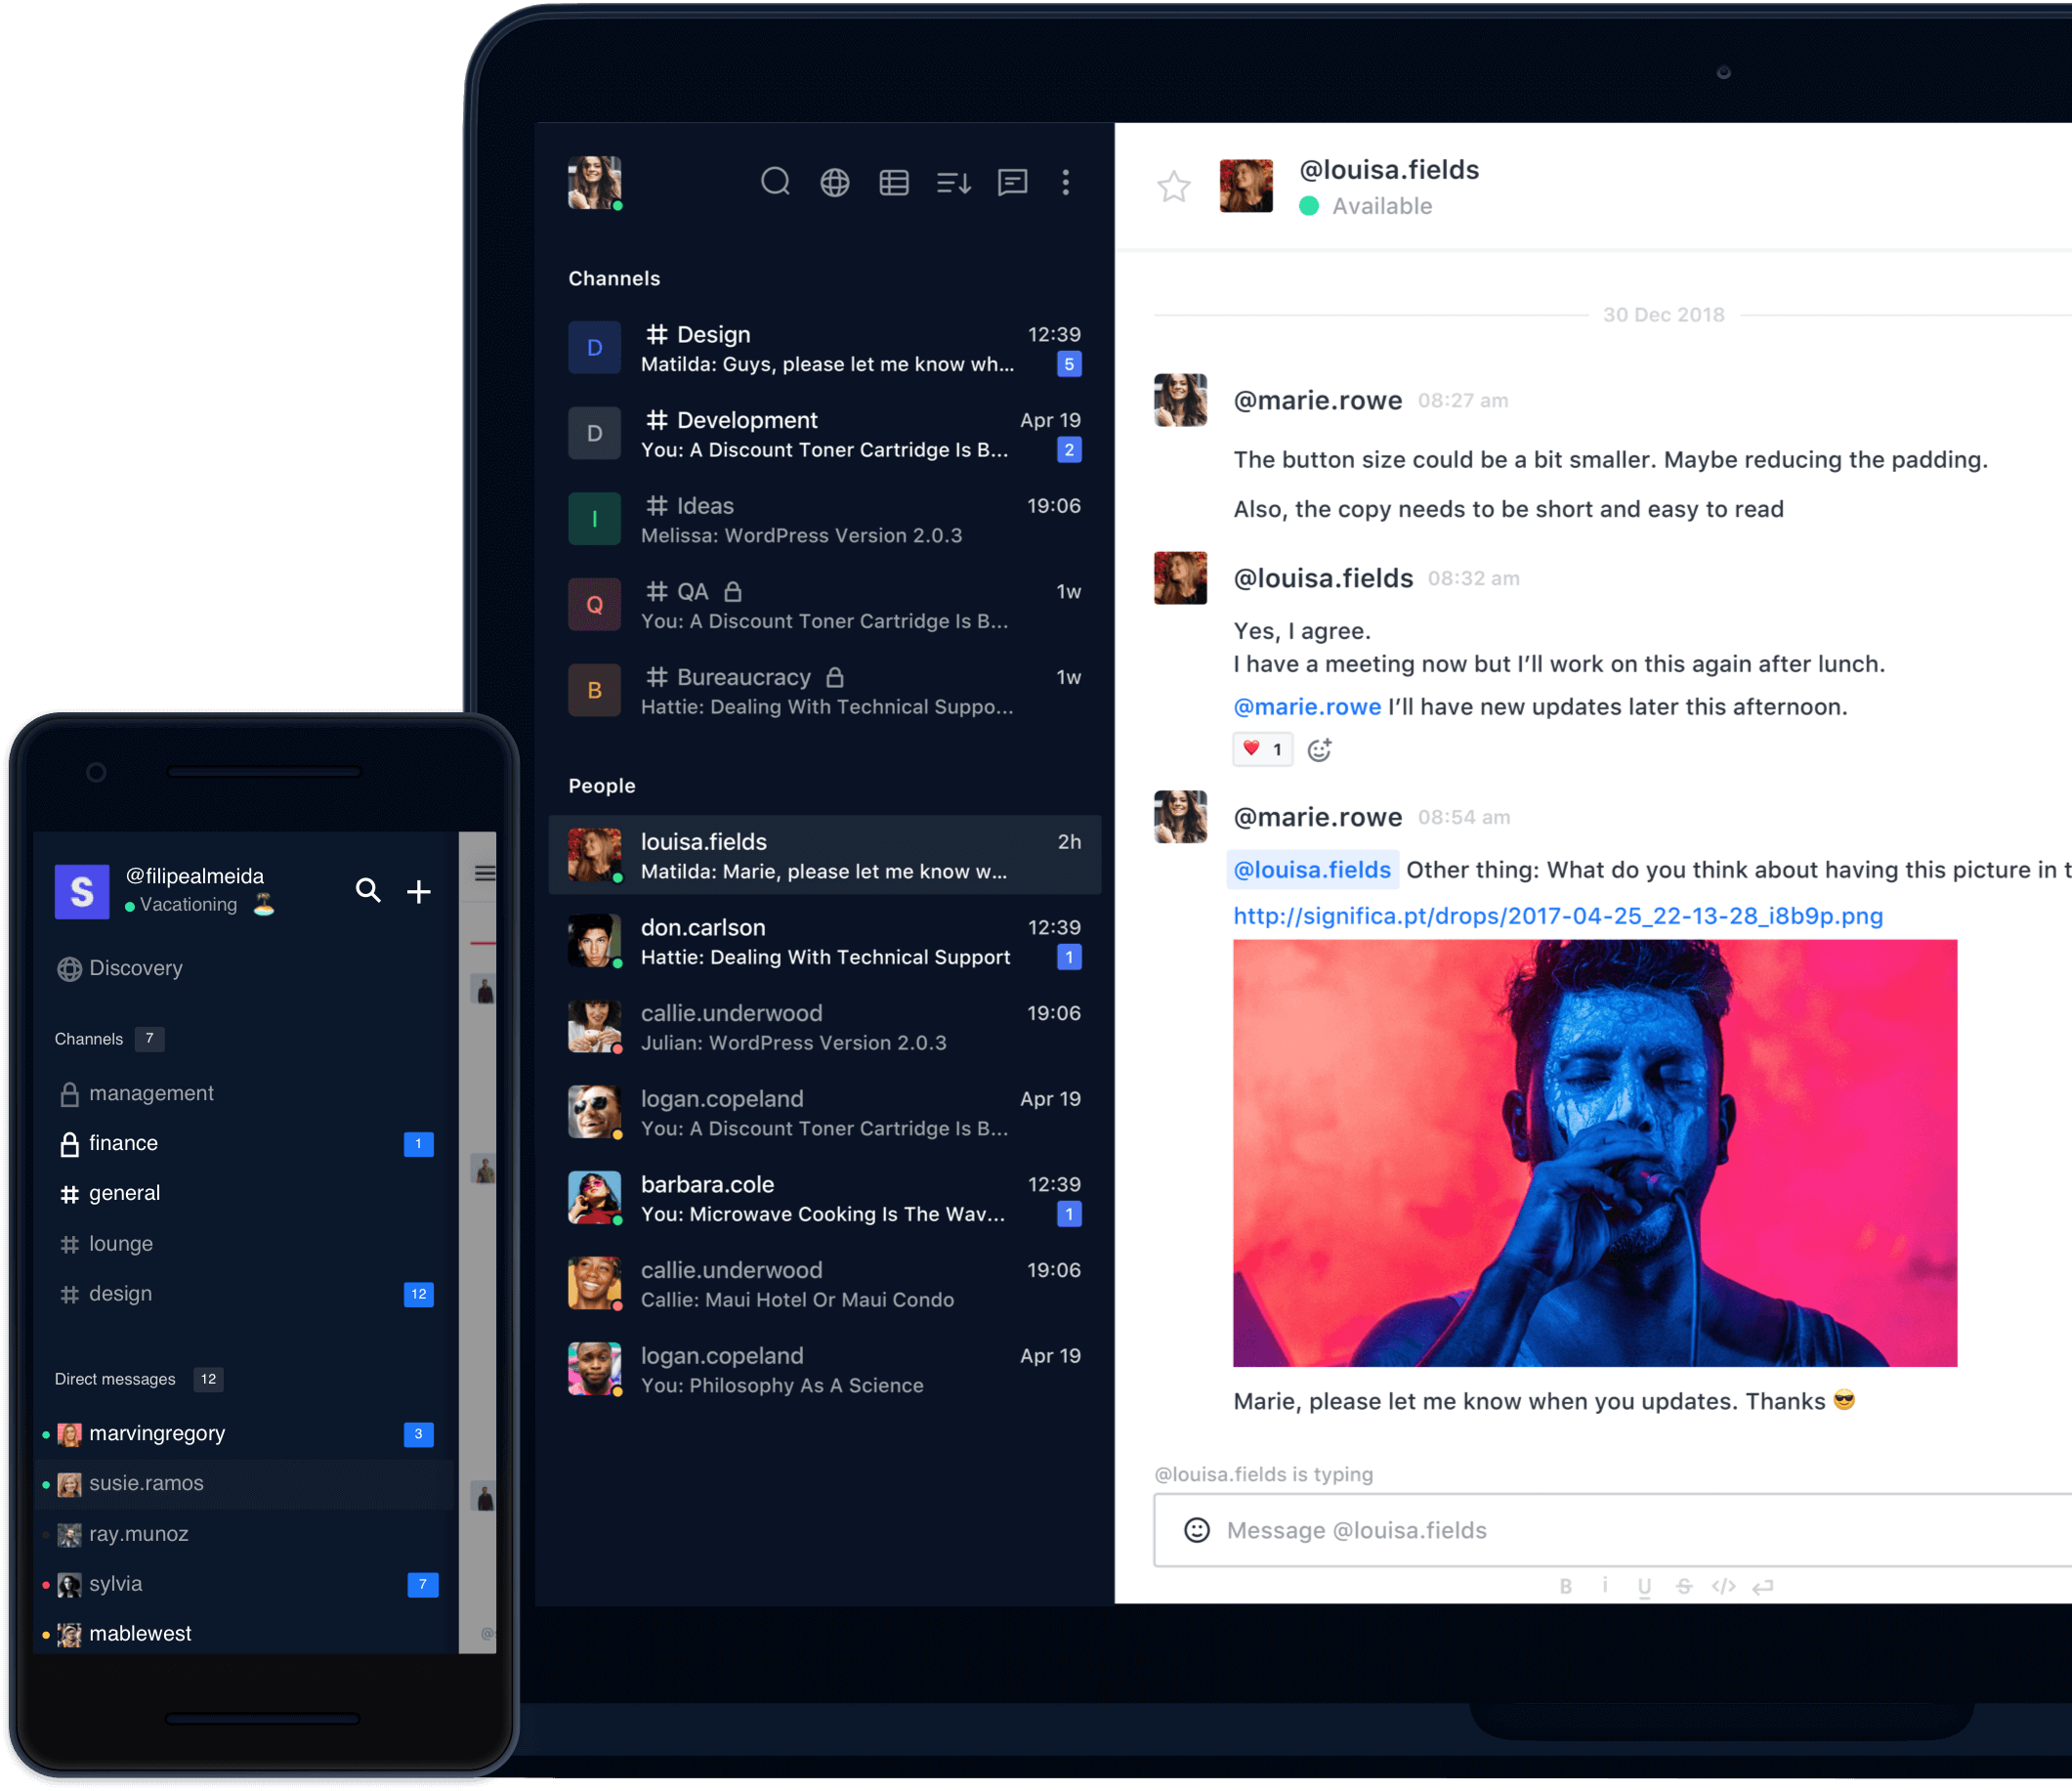 Channels
D
# Design
12:39
Matilda: Guys, please let me know wh...
5
D
# Development
Apr 19
You: A Discount Toner Cartridge Is B...
2
I
# Ideas
19:06
Melissa: WordPress Version 2.0.3
Q
# QA
1w
You: A Discount Toner Cartridge Is B...
B
# Bureaucracy
1w
Hattie: Dealing With Technical Suppo...
People
louisa.fields
2h
Matilda: Marie, please let me know w...
don.carlson
12:39
Hattie: Dealing With Technical Support
1
callie.underwood
19:06
Julian: WordPress Version 2.0.3
logan.copeland
Apr 19
You: A Discount Toner Cartridge Is B...
barbara.cole
12:39
You: Microwave Cooking Is The Wav...
1
callie.underwood
19:06
Callie: Maui Hotel Or Maui Condo
logan.copeland
Apr 19
You: Philosophy As A Science
@louisa.fields
Available
30 Dec 2018
@marie.rowe 08:27 am
The button size could be a bit smaller. Maybe reducing the padding.
Also, the copy needs to be short and easy to read
@louisa.fields 08:32 am
Yes, I agree.
I have a meeting now but I’ll work on this again after lunch.
@marie.rowe I’ll have new updates later this afternoon.
❤️ 1
@marie.rowe 08:54 am
@louisa.fields Other thing: What do you think about having this picture in t
http://significa.pt/drops/2017-04-25_22-13-28_i8b9p.png
Marie, please let me know when you updates. Thanks 😎
@louisa.fields is typing
Message @louisa.fields
B i U S </>
S
@filipealmeida
Vacationing 🏝
Discovery
Channels 7
management
finance 1
# general
# lounge
# design 12
Direct messages 12
marvingregory 3
susie.ramos
ray.munoz
sylvia 7
mablewest